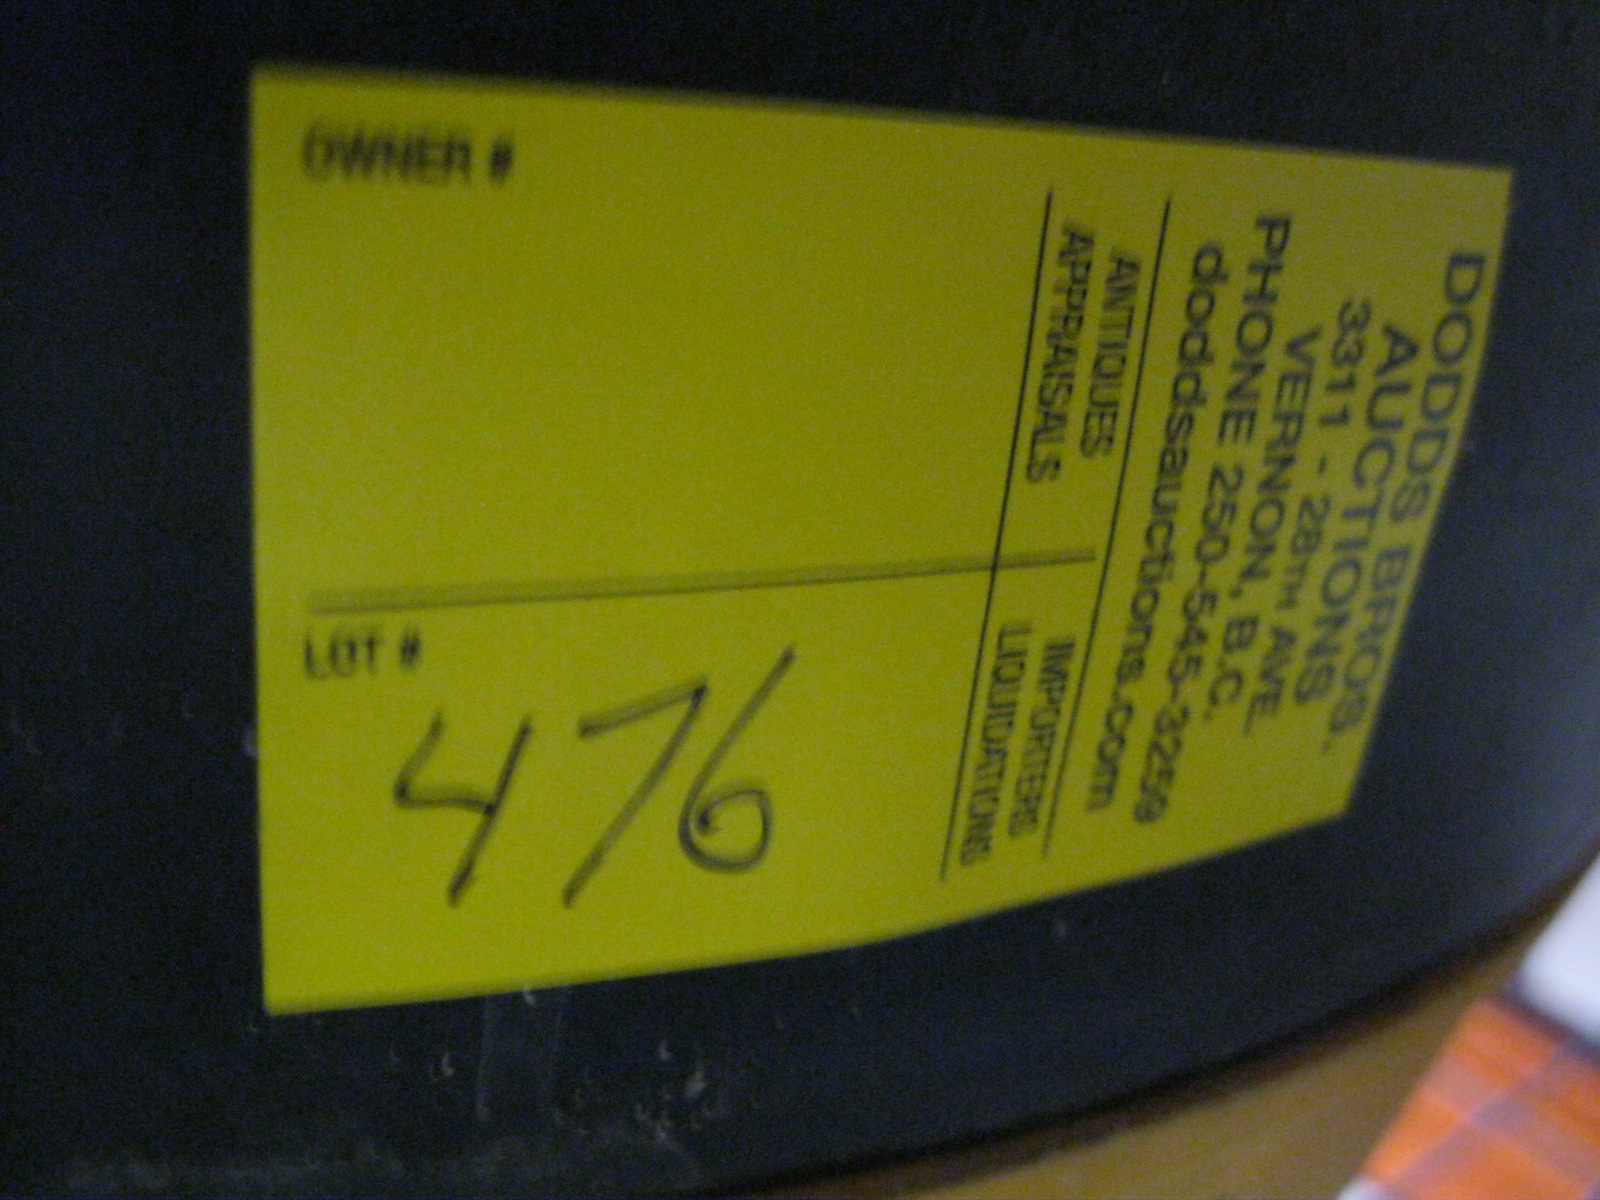 DODDS BROS.
AUCTIONS
3311 - 28TH AVE.
VERNON, B.C.
PHONE 250-545-3259
doddsauctions.com
ANTIQUES
APPRAISALS
IMPORTERS
LIQUIDATIONS
OWNER #
LOT #
476